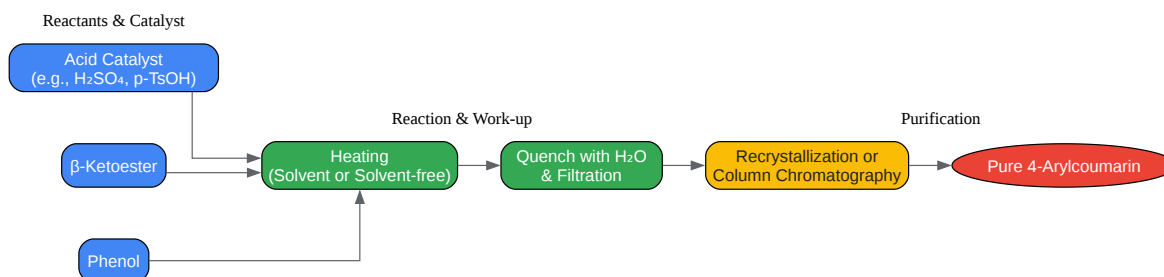 Reactants & Catalyst
Acid Catalyst
(e.g., H₂SO₄, p-TsOH)
Reaction & Work-up
Purification
β-Ketoester
Heating
(Solvent or Solvent-free)
Quench with H₂O
& Filtration
Recrystallization or
Column Chromatography
Pure 4-Arylcoumarin
Phenol